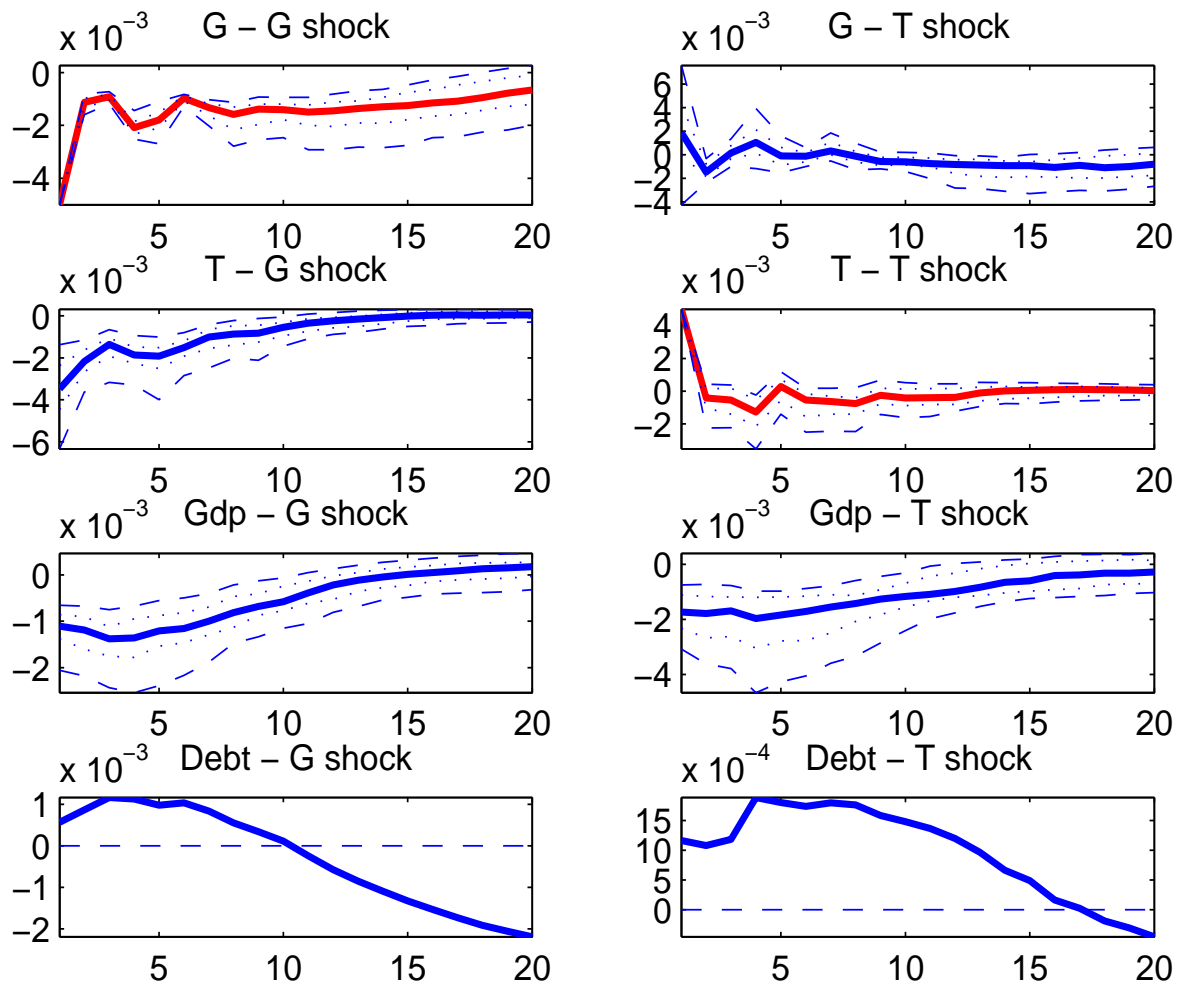 x 10−3 G − G shock
0
−2
−4
5 10 15 20
x 10−3 G − T shock
6
4
2
0
−2
−4
5 10 15 20
x 10−3 T − G shock
0
−2
−4
−6
5 10 15 20
x 10−3 T − T shock
4
2
0
−2
5 10 15 20
x 10−3 Gdp − G shock
0
−1
−2
5 10 15 20
x 10−3 Gdp − T shock
0
−2
−4
5 10 15 20
x 10−3 Debt − G shock
1
0
−1
−2
5 10 15 20
x 10−4 Debt − T shock
15
10
5
0
5 10 15 20